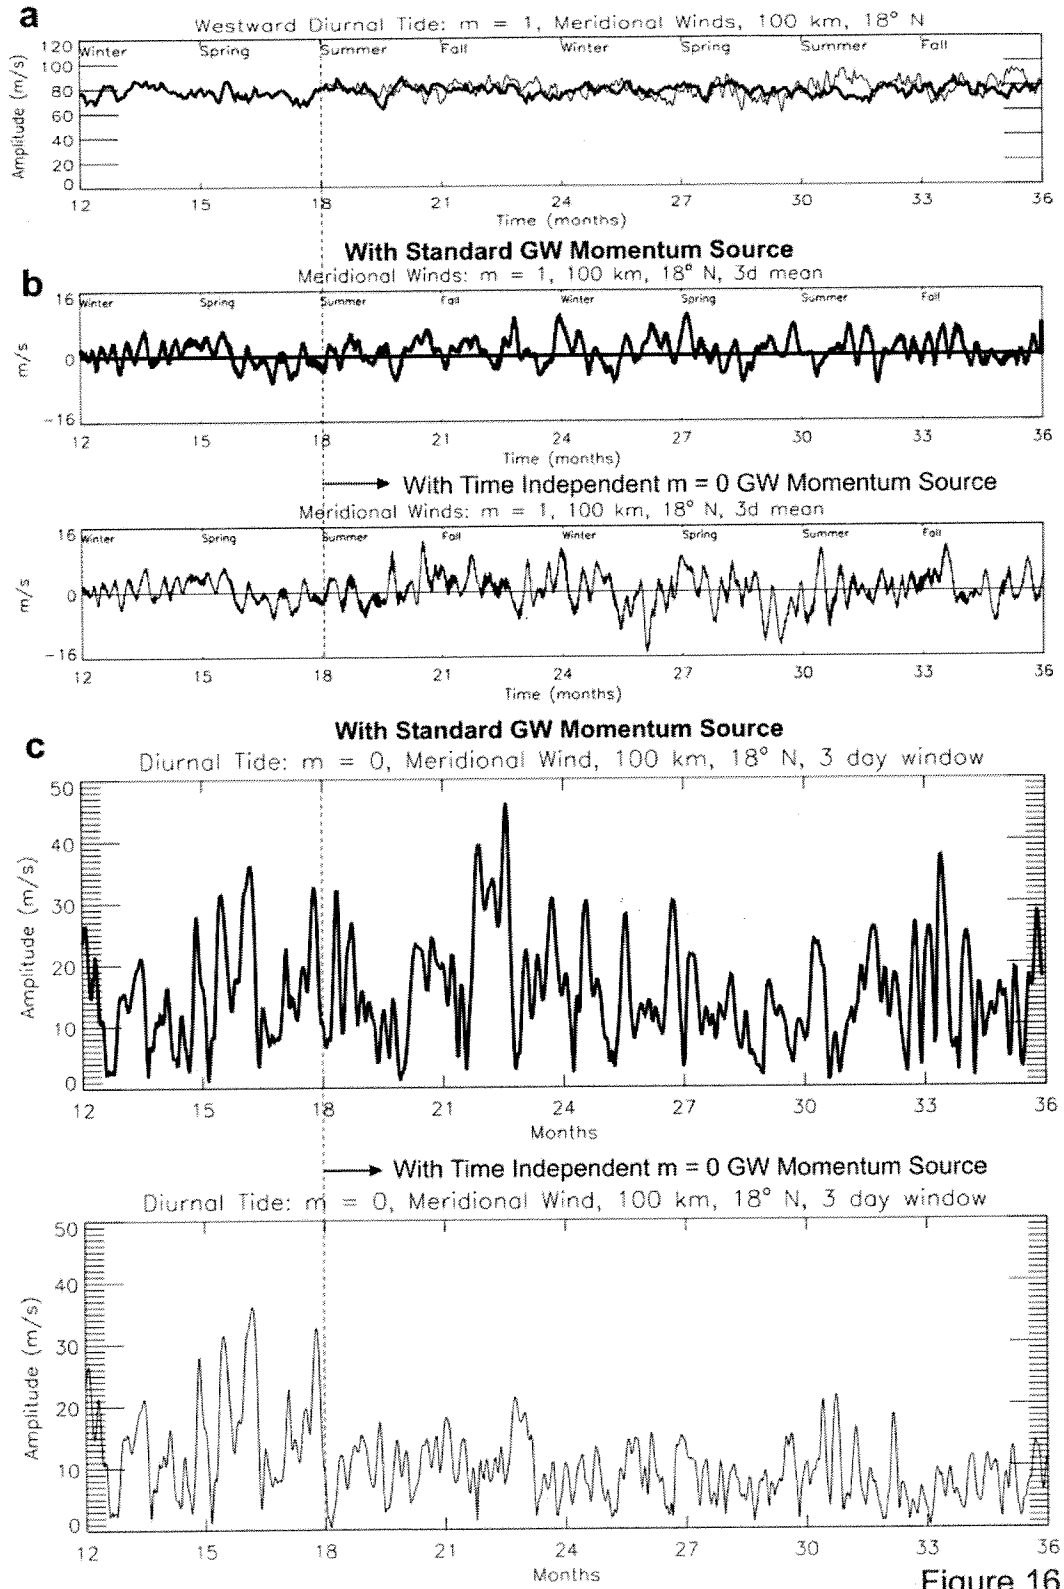 a
Westward Diurnal Tide: m = 1, Meridional Winds, 100 km, 18° N
Winter Spring Summer Fall Winter Spring Summer Fall
120
100
80
60
40
20
0
Amplitude (m/s)
12 15 18 21 24 27 30 33 36
Time (months)
With Standard GW Momentum Source
b
Meridional Winds: m = 1, 100 km, 18° N, 3d mean
Winter Spring Summer Fall Winter Spring Summer Fall
16
0
-16
m/s
12 15 18 21 24 27 30 33 36
Time (months)
With Time Independent m = 0 GW Momentum Source
Meridional Winds: m = 1, 100 km, 18° N, 3d mean
Winter Spring Summer Fall Winter Spring Summer Fall
16
0
-16
m/s
12 15 18 21 24 27 30 33 36
Time (months)
With Standard GW Momentum Source
c
Diurnal Tide: m = 0, Meridional Wind, 100 km, 18° N, 3 day window
50
40
30
20
10
0
Amplitude (m/s)
12 15 18 21 24 27 30 33 36
Months
With Time Independent m = 0 GW Momentum Source
Diurnal Tide: m = 0, Meridional Wind, 100 km, 18° N, 3 day window
50
40
30
20
10
0
Amplitude (m/s)
12 15 18 21 24 27 30 33 36
Months
Figure 16